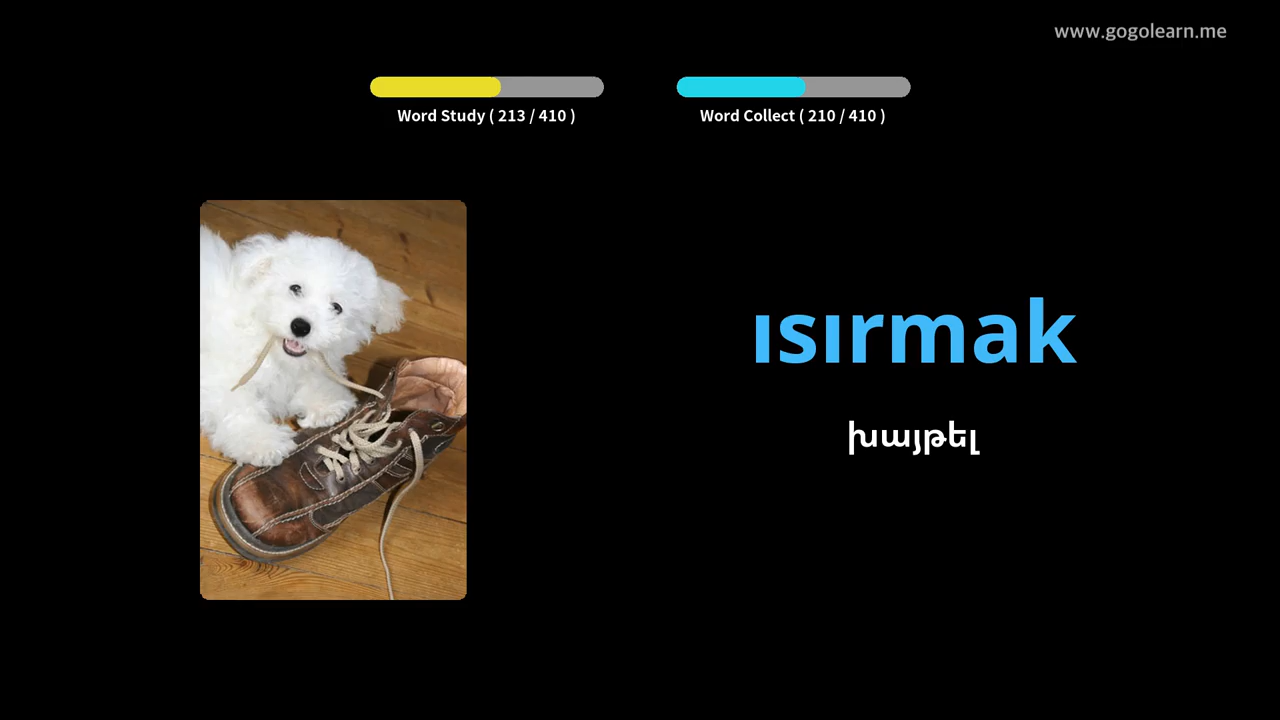 www.gogolearn.me
Word Study ( 213 / 410 )
Word Collect ( 210 / 410 )
ısırmak
խայթել